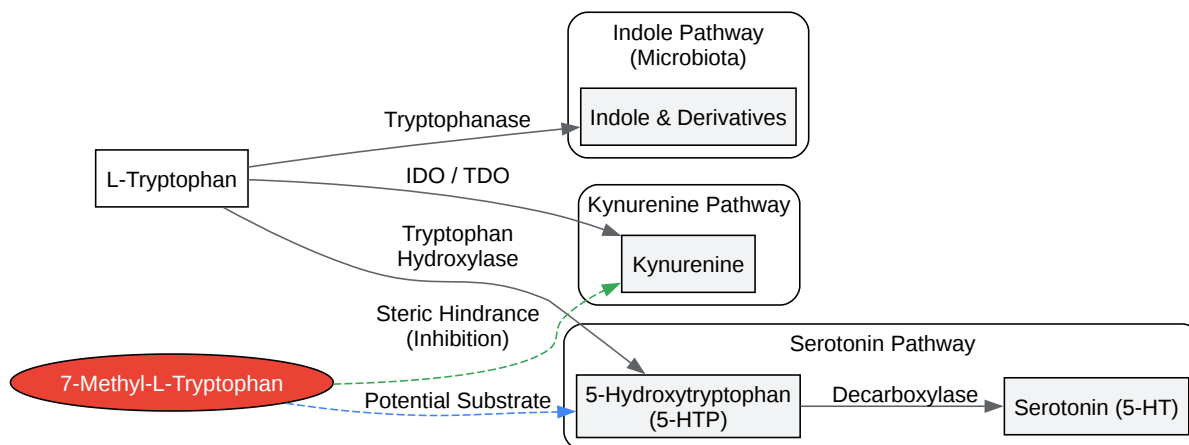 Indole Pathway
(Microbiota)
Tryptophanase
Indole & Derivatives
L-Tryptophan
IDO / TDO
Kynurenine Pathway
Tryptophan
Hydroxylase
Kynurenine
Steric Hindrance
(Inhibition)
Serotonin Pathway
7-Methyl-L-Tryptophan
Potential Substrate
5-Hydroxytryptophan
(5-HTP)
Decarboxylase
Serotonin (5-HT)